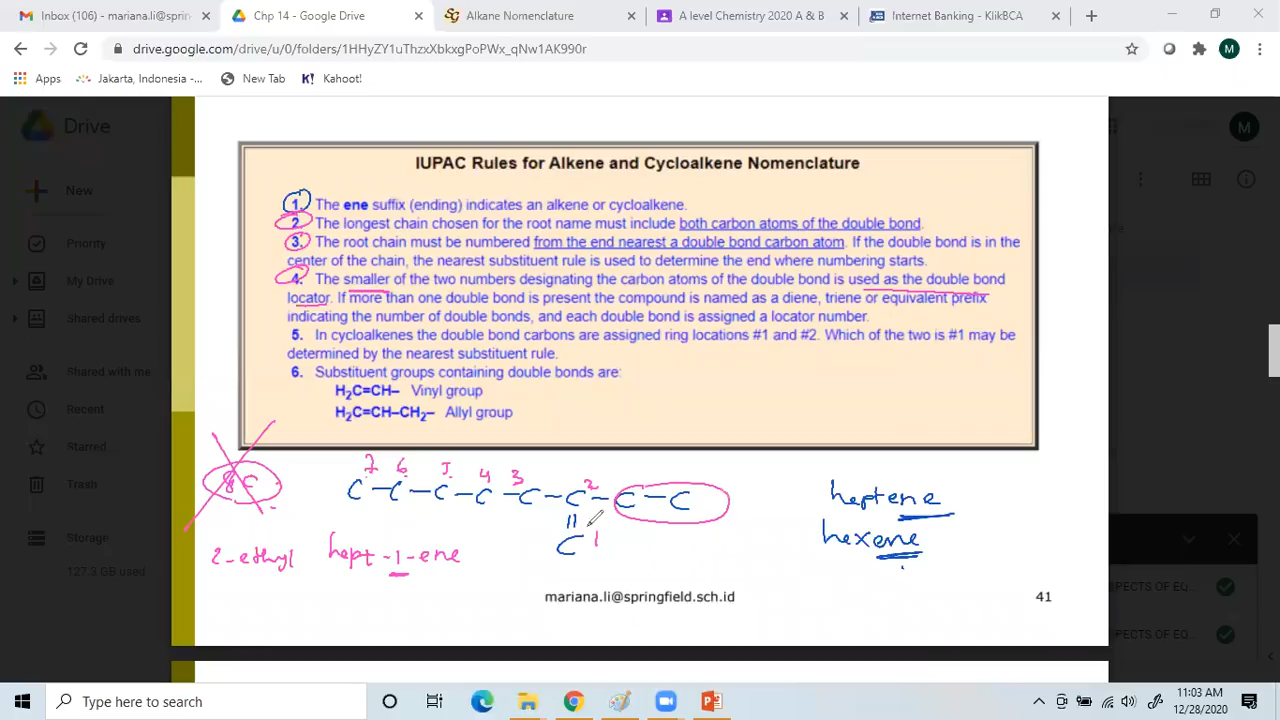 Inbox (106) - mariana.li@sprin
Chp 14 - Google Drive
Alkane Nomenclature
A level Chemistry 2020 A & B
Internet Banking - KlikBCA
drive.google.com/drive/u/0/folders/1HHyZY1uThzxXbkxgPoPWx_qNw1AK990r
M
Apps
Jakarta, Indonesia -...
New Tab
K! Kahoot!
Drive
M
New
Priority
My Drive
Shared drives
Shared with me
Recent
Starred
Trash
Storage
127.3 GB used
IUPAC Rules for Alkene and Cycloalkene Nomenclature
1. The ene suffix (ending) indicates an alkene or cycloalkene.
2. The longest chain chosen for the root name must include both carbon atoms of the double bond.
3. The root chain must be numbered from the end nearest a double bond carbon atom. If the double bond is in the
center of the chain, the nearest substituent rule is used to determine the end where numbering starts.
4. The smaller of the two numbers designating the carbon atoms of the double bond is used as the double bond
locator. If more than one double bond is present the compound is named as a diene, triene or equivalent prefix
indicating the number of double bonds, and each double bond is assigned a locator number.
5. In cycloalkenes the double bond carbons are assigned ring locations #1 and #2. Which of the two is #1 may be
determined by the nearest substituent rule.
6. Substituent groups containing double bonds are:
H2C=CH– Vinyl group
H2C=CH–CH2– Allyl group
8 C
7 6 5 4 3 2
C – C – C – C – C – C – C – C
C 1
2-ethyl hept-1-ene
heptene
hexene
mariana.li@springfield.sch.id
41
PECTS OF EQ...
PECTS OF EQ...
Type here to search
11:03 AM
12/28/2020